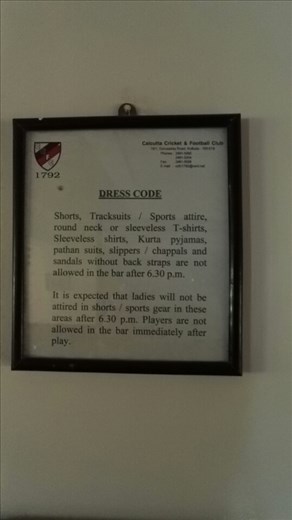 Calcutta Cricket & Football Club
1792
DRESS CODE
Shorts, Tracksuits / Sports attire,
round neck or sleeveless T-shirts,
Sleeveless shirts, Kurta pyjamas,
pathan suits, slippers / chappals and
sandals without back straps are not
allowed in the bar after 6.30 p.m.
It is expected that ladies will not be
attired in shorts / sports gear in these
areas after 6.30 p.m. Players are not
allowed in the bar immediately after
play.